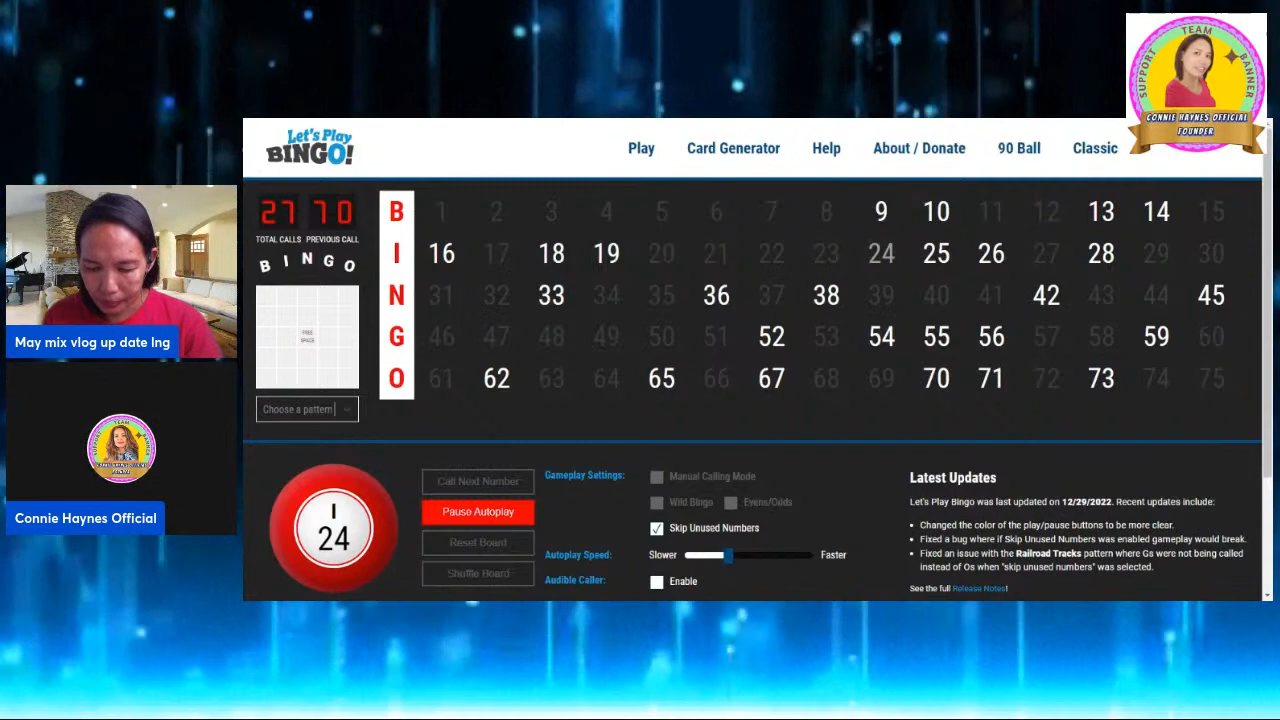 SUPPORT TEAM BANNER
CONNIE HAYNES OFFICIAL
FOUNDER
Let's Play
BINGO!
Play Card Generator Help About / Donate 90 Ball Classic
27 70
TOTAL CALLS PREVIOUS CALL
B I N G O
FREE
SPACE
Choose a pattern
B 1 2 3 4 5 6 7 8 9 10 11 12 13 14 15
I 16 17 18 19 20 21 22 23 24 25 26 27 28 29 30
N 31 32 33 34 35 36 37 38 39 40 41 42 43 44 45
G 46 47 48 49 50 51 52 53 54 55 56 57 58 59 60
O 61 62 63 64 65 66 67 68 69 70 71 72 73 74 75
May mix vlog up date lng
SUPPORT TEAM BANNER
Connie Haynes Official
I
24
Call Next Number
Pause Autoplay
Reset Board
Shuffle Board
Gameplay Settings:
Manual Calling Mode
Wild Bingo Evens/Odds
Skip Unused Numbers
Autoplay Speed: Slower Faster
Audible Caller: Enable
Latest Updates
Let's Play Bingo was last updated on 12/29/2022. Recent updates include:
Changed the color of the play/pause buttons to be more clear.
Fixed a bug where if Skip Unused Numbers was enabled gameplay would break.
Fixed an issue with the Railroad Tracks pattern where Gs were not being called
instead of Os when "skip unused numbers" was selected.
See the full Release Notes!